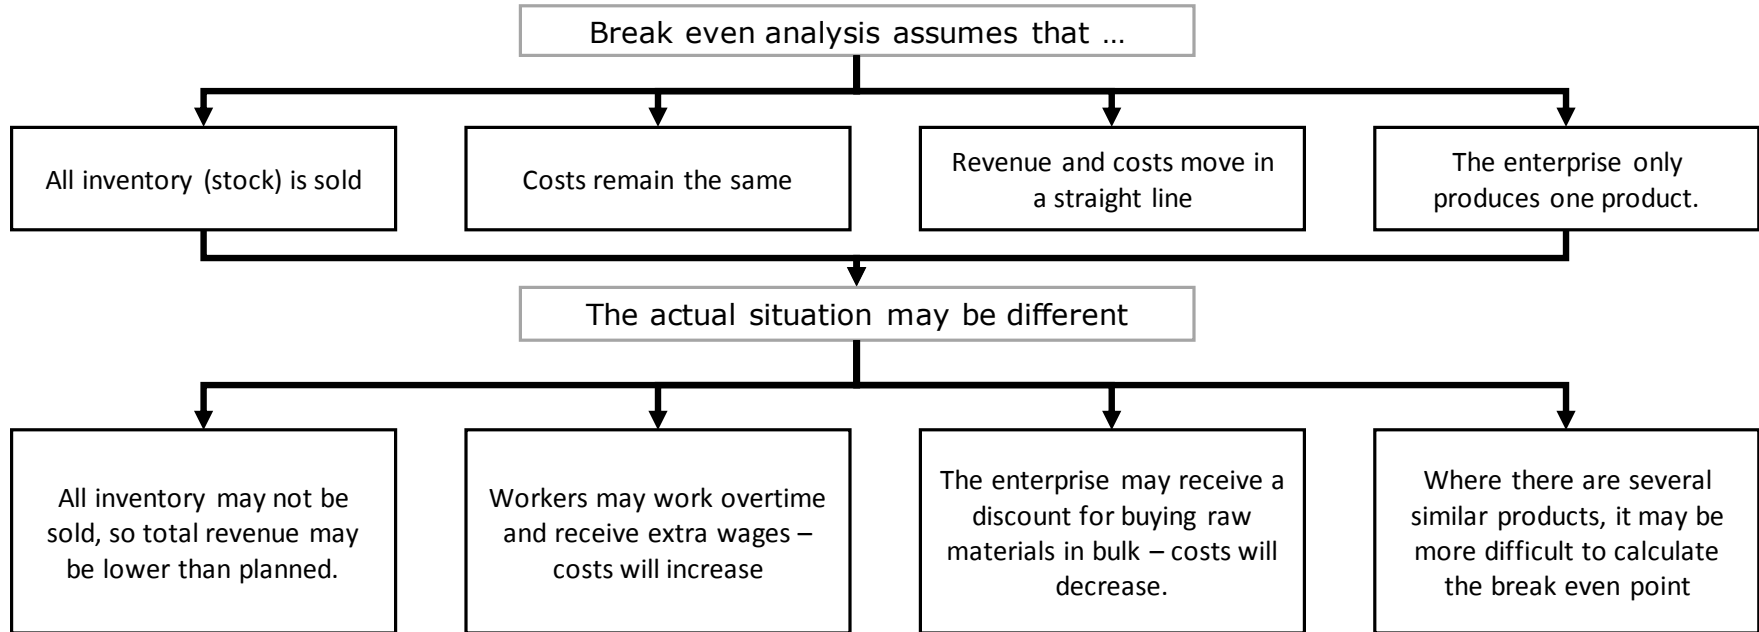 Break even analysis assumes that …
All inventory (stock) is sold
Costs remain the same
Revenue and costs move in
a straight line
The enterprise only
produces one product.
The actual situation may be different
All inventory may not be
sold, so total revenue may
be lower than planned.
Workers may work overtime
and receive extra wages –
costs will increase
The enterprise may receive a
discount for buying raw
materials in bulk – costs will
decrease.
Where there are several
similar products, it may be
more difficult to calculate
the break even point